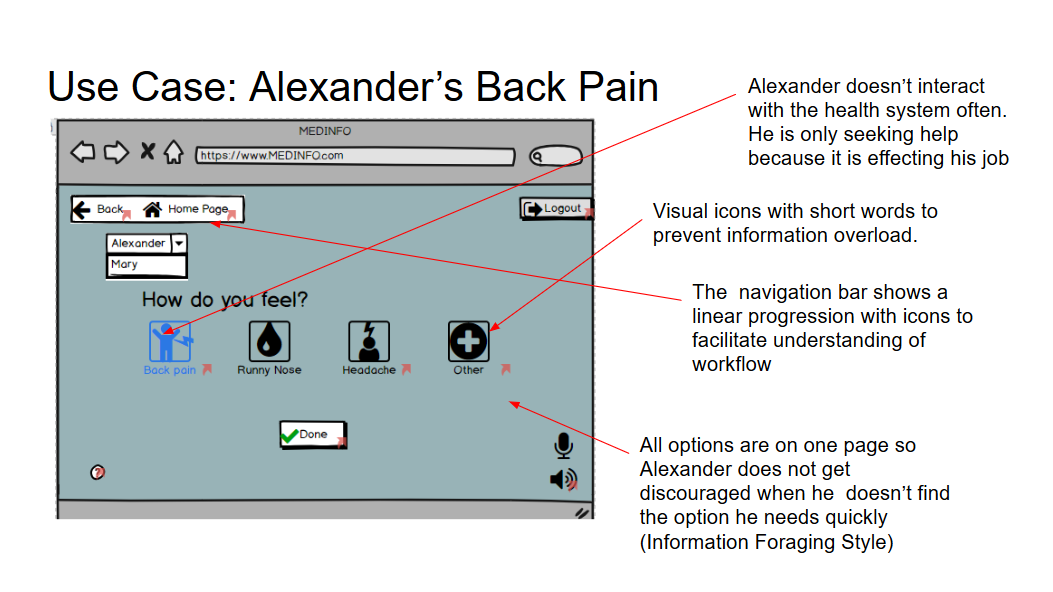 Use Case: Alexander’s Back Pain
Alexander doesn’t interact
with the health system often.
He is only seeking help
because it is effecting his job
MEDINFO
https://www.MEDINFO.com
Back
Home Page
Logout
Alexander
Mary
How do you feel?
Back pain
Runny Nose
Headache
Other
Done
?
Visual icons with short words to
prevent information overload.
The  navigation bar shows a
linear progression with icons to
facilitate understanding of
workflow
All options are on one page so
Alexander does not get
discouraged when he  doesn’t find
the option he needs quickly
(Information Foraging Style)